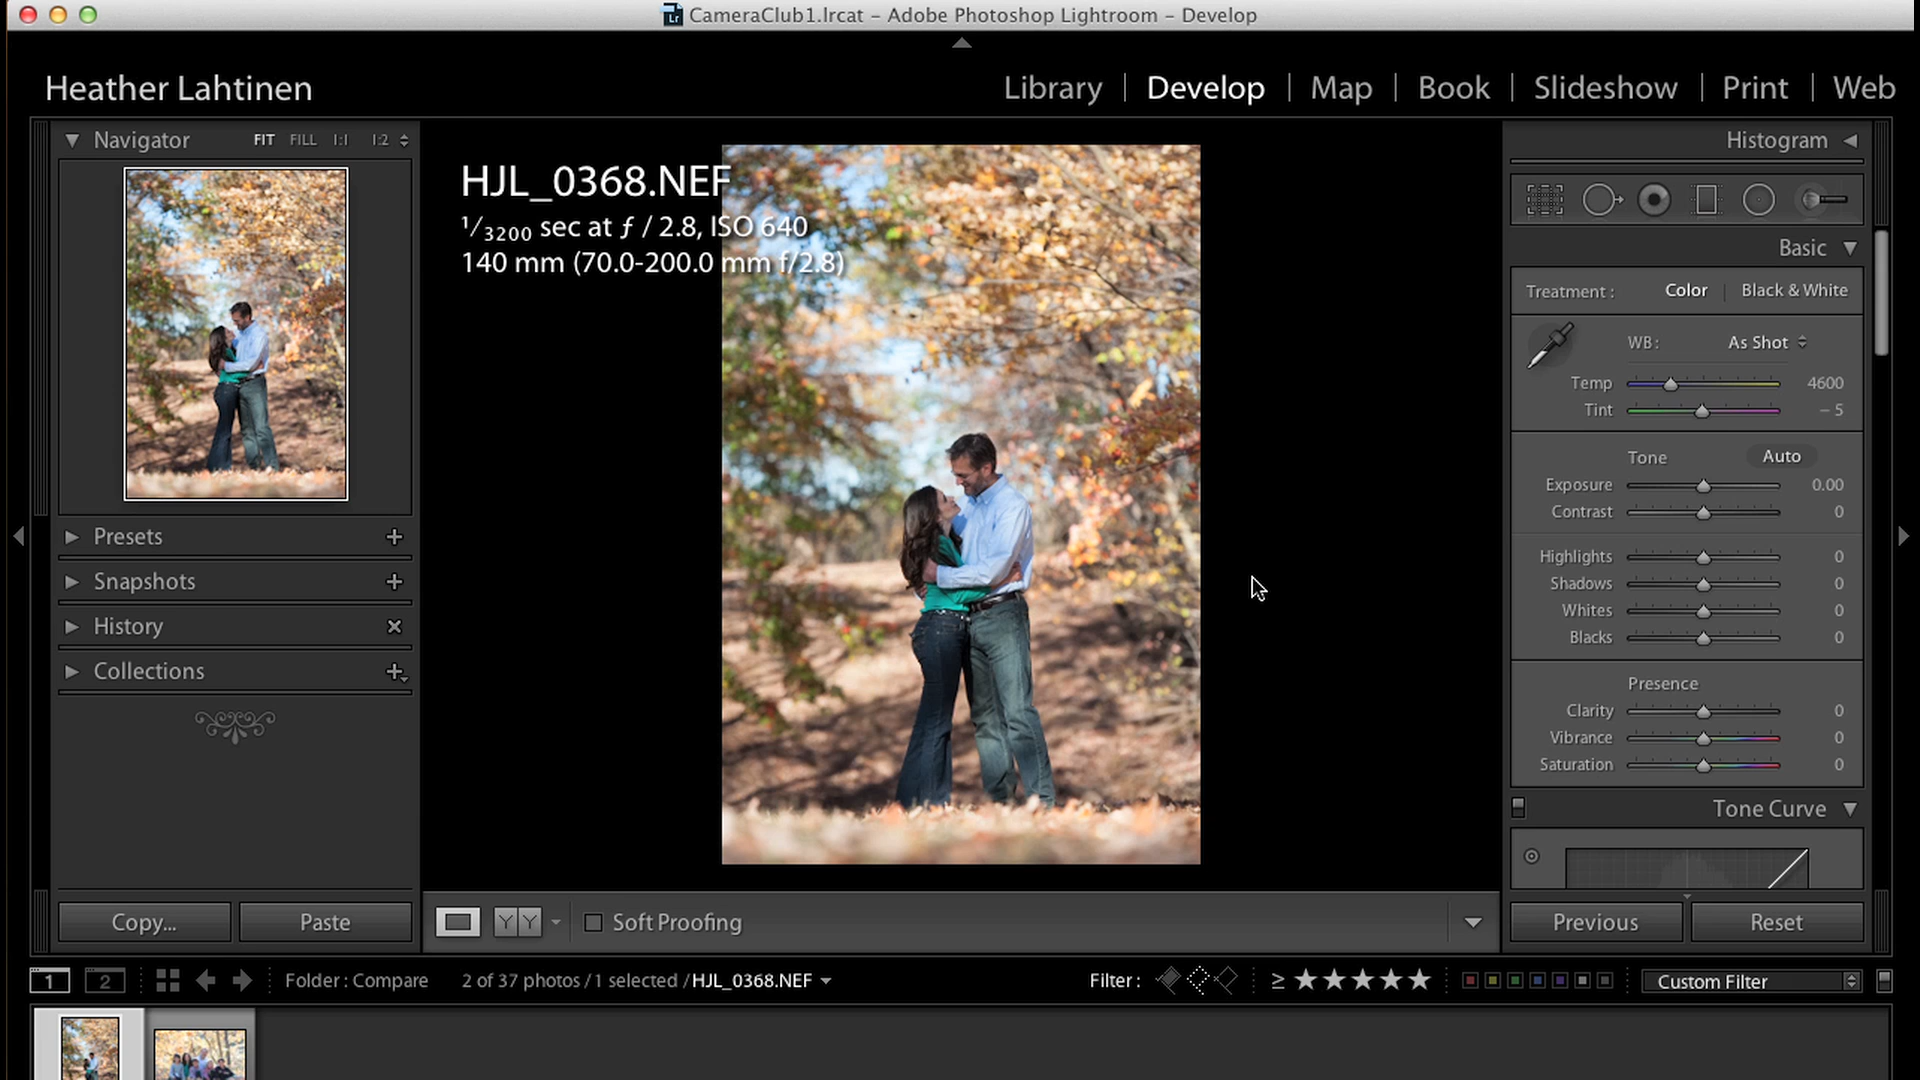 CameraClub1.lrcat – Adobe Photoshop Lightroom – Develop
Heather Lahtinen
Library | Develop | Map | Book | Slideshow | Print | Web
Navigator FIT FILL 1:1 1:2
HJL_0368.NEF
1/3200 sec at ƒ / 2.8, ISO 640
140 mm (70.0-200.0 mm f/2.8)
Presets
Snapshots
History
Collections
Copy...
Paste
Histogram
Basic
Treatment : Color | Black & White
WB: As Shot
Temp 4600
Tint – 5
Tone Auto
Exposure 0.00
Contrast 0
Highlights 0
Shadows 0
Whites 0
Blacks 0
Presence
Clarity 0
Vibrance 0
Saturation 0
Tone Curve
Previous
Reset
YY
Soft Proofing
1 2 Folder : Compare 2 of 37 photos / 1 selected / HJL_0368.NEF Filter : ≥ ★★★★★ Custom Filter